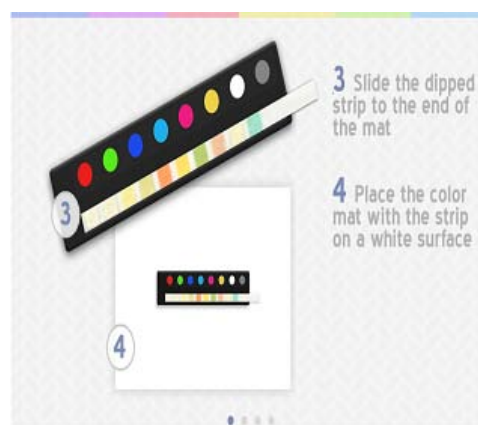 3 Slide the dipped
strip to the end of
the mat
4 Place the color
mat with the strip
on a white surface
3
4